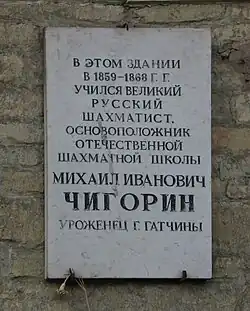 В ЭТОМ ЗДАНИИ
В 1859–1868 Г. Г.
УЧИЛСЯ ВЕЛИКИЙ
РУССКИЙ
ШАХМАТИСТ,
ОСНОВОПОЛОЖНИК
ОТЕЧЕСТВЕННОЙ
ШАХМАТНОЙ ШКОЛЫ
МИХАИЛ ИВАНОВИЧ
ЧИГОРИН
УРОЖЕНЕЦ Г. ГАТЧИНЫ